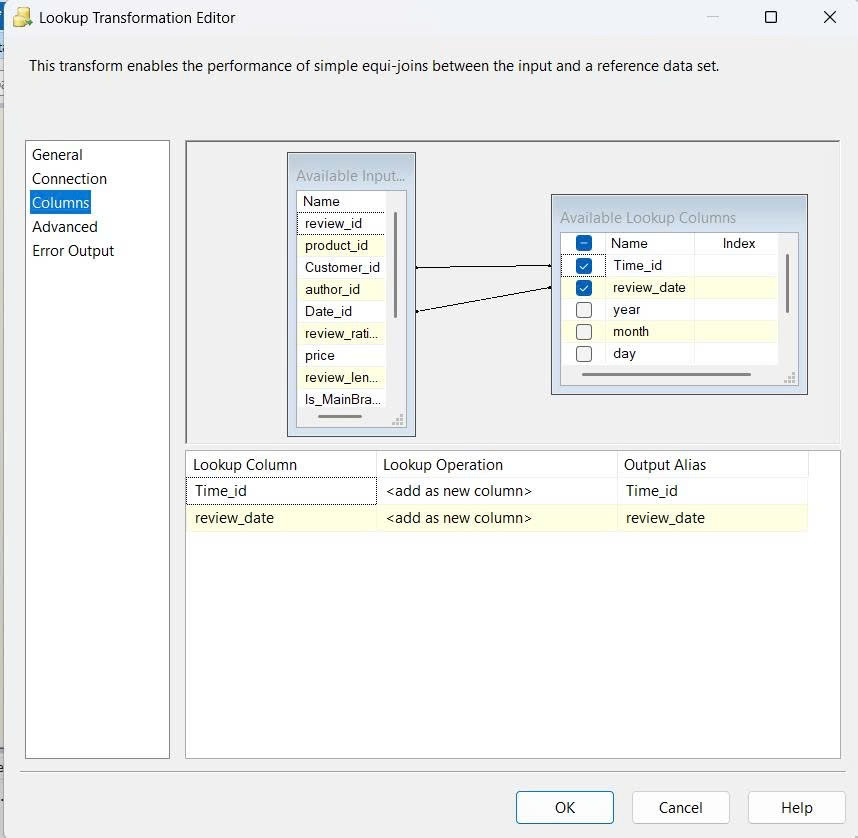 Lookup Transformation Editor
This transform enables the performance of simple equi-joins between the input and a reference data set.
General
Connection
Columns
Advanced
Error Output
Available Input...
Name
review_id
product_id
Customer_id
author_id
Date_id
review_rati...
price
review_len...
Is_MainBra...
Available Lookup Columns
Name Index
Time_id
review_date
year
month
day
Lookup Column Lookup Operation Output Alias
Time_id <add as new column> Time_id
review_date <add as new column> review_date
OK Cancel Help